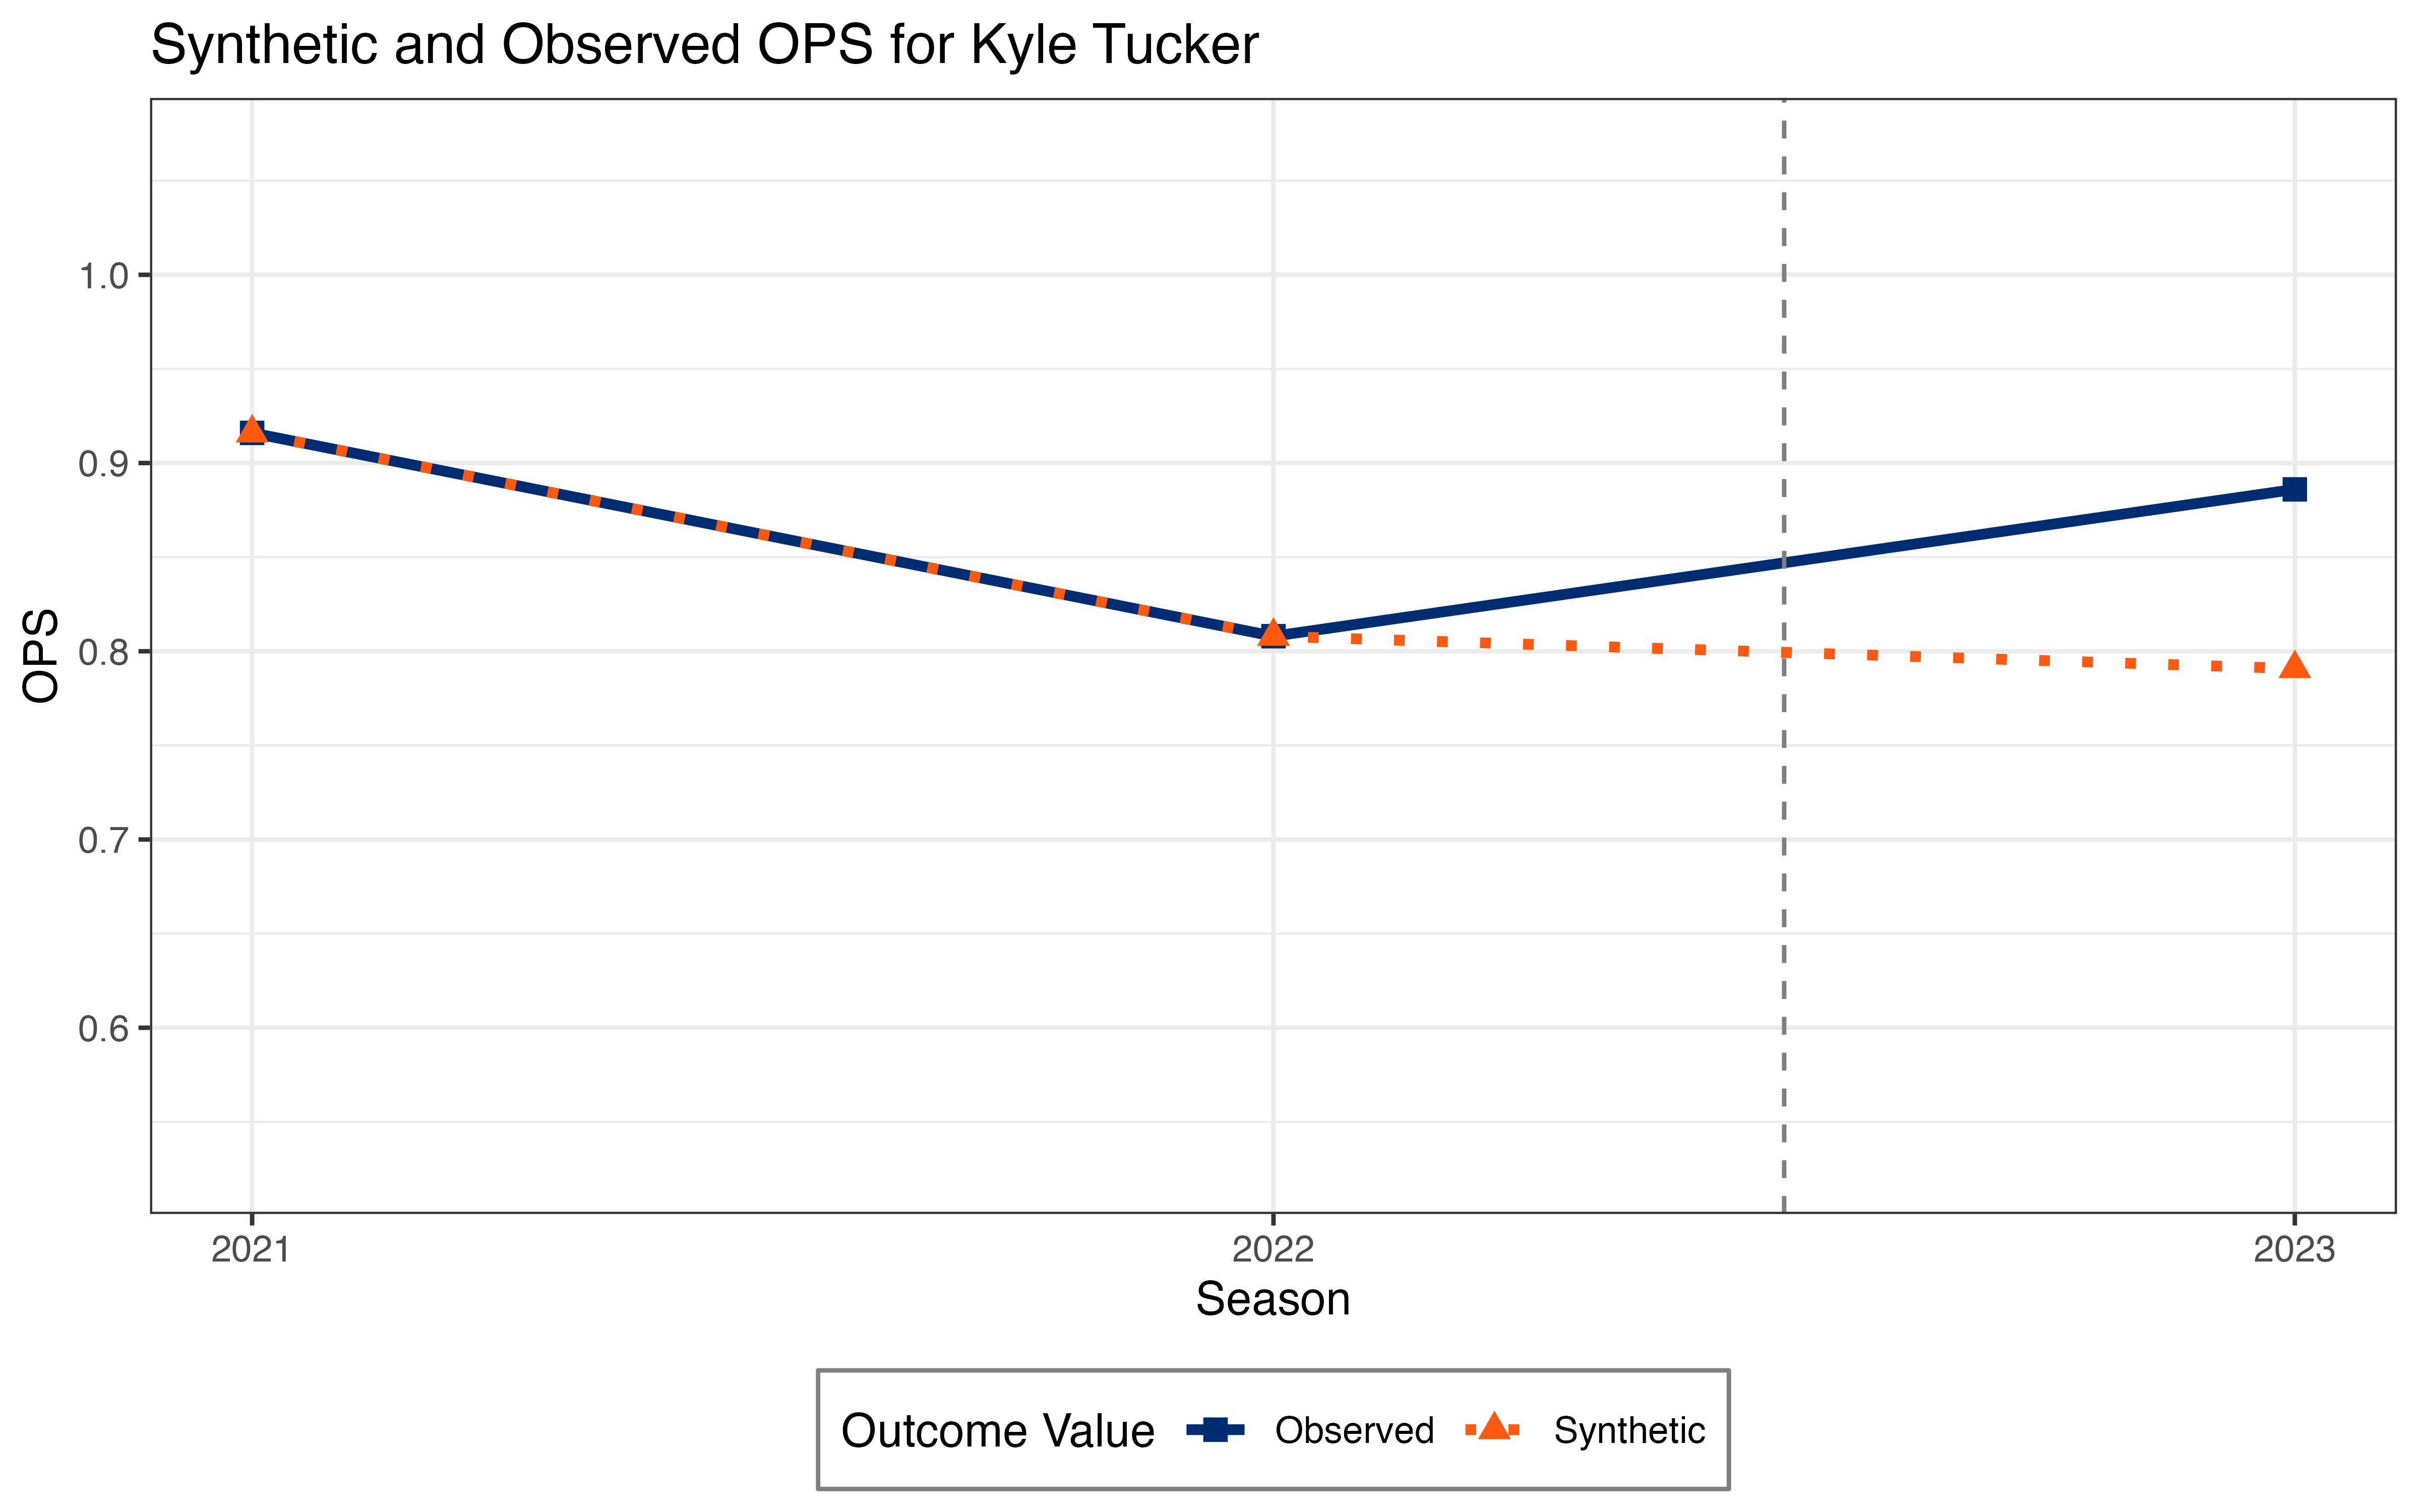 Synthetic and Observed OPS for Kyle Tucker
1.0
0.9
0.8
0.7
0.6
OPS
2021 2022 2023
Season
Outcome Value Observed Synthetic